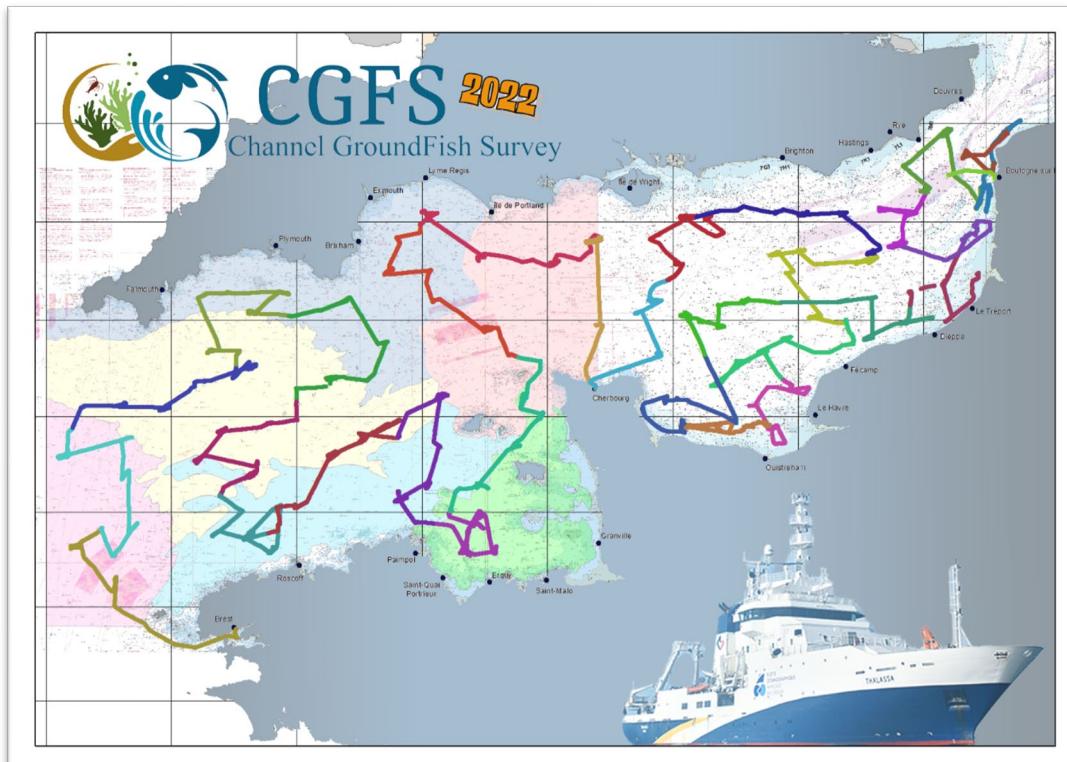 CGFS 2022
Channel GroundFish Survey
Douvres
Rye
Hastings
Brighton
Boulogne sur
Lyme Regis
Ile de Wight
Exmouth
Ile de Portland
Plymouth
Brixham
Falmouth
Le Tréport
Dieppe
Fécamp
Cherbourg
Le Havre
Ouistreham
Granville
Paimpol
Roscoff
Saint-Quai
Portrieux
Erquy
Saint-Malo
Brest
THALASSA